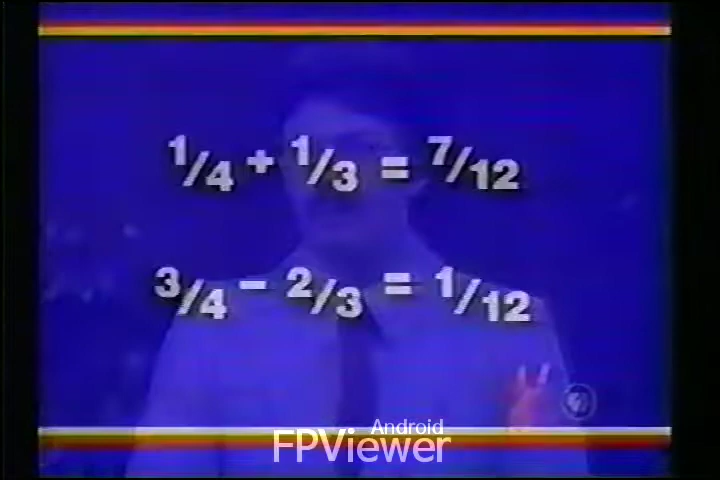 1/4 + 1/3 = 7/12
3/4 - 2/3 = 1/12
Android
FPViewer